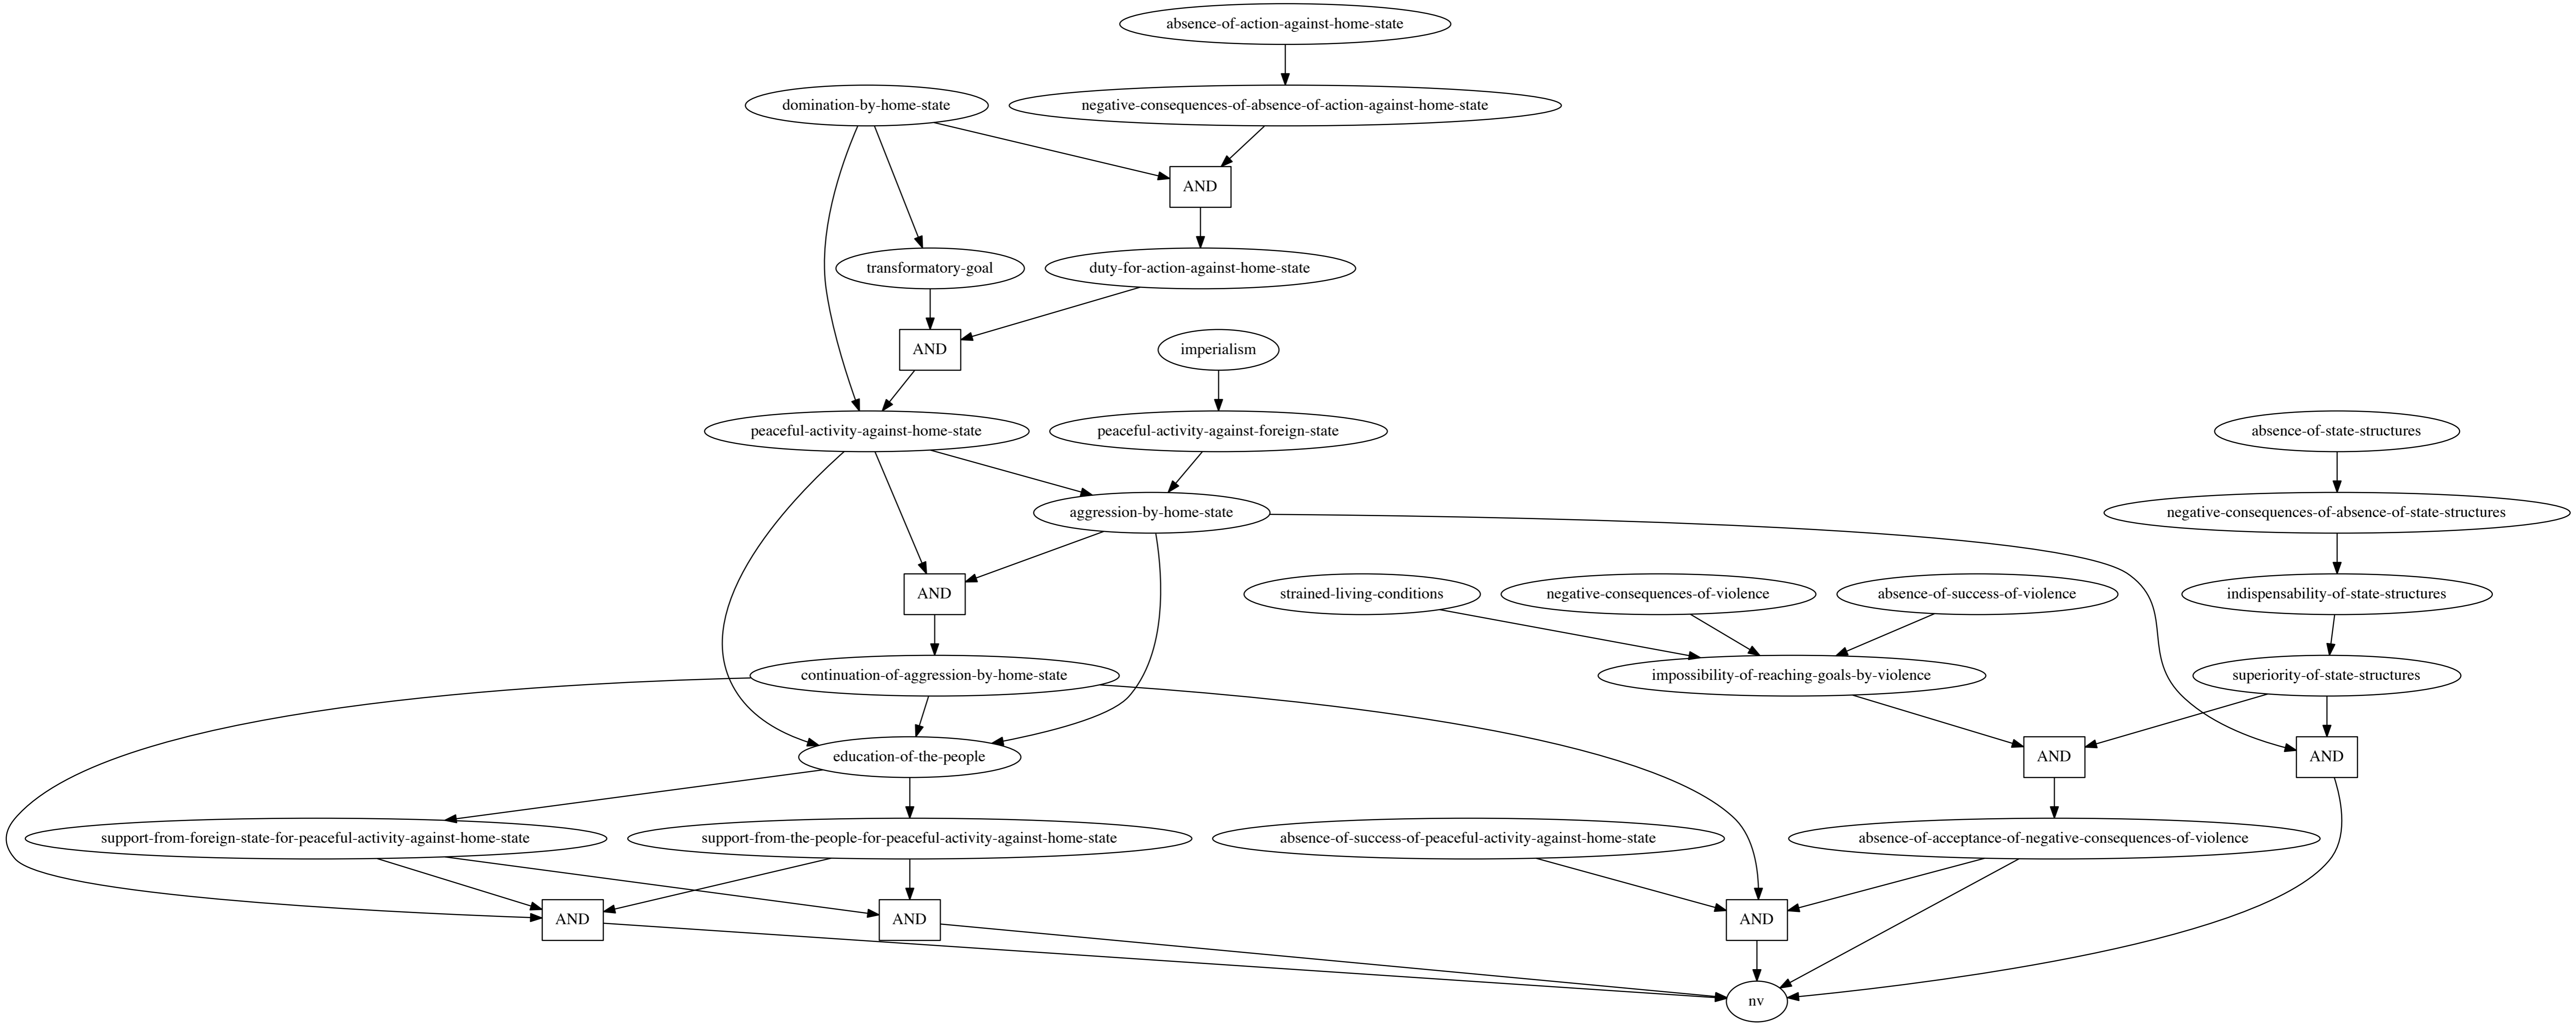 absence-of-action-against-home-state
domination-by-home-state
negative-consequences-of-absence-of-action-against-home-state
AND
transformatory-goal
duty-for-action-against-home-state
AND
imperialism
peaceful-activity-against-home-state
peaceful-activity-against-foreign-state
absence-of-state-structures
aggression-by-home-state
negative-consequences-of-absence-of-state-structures
AND
strained-living-conditions
negative-consequences-of-violence
absence-of-success-of-violence
indispensability-of-state-structures
continuation-of-aggression-by-home-state
impossibility-of-reaching-goals-by-violence
superiority-of-state-structures
education-of-the-people
AND
AND
support-from-foreign-state-for-peaceful-activity-against-home-state
support-from-the-people-for-peaceful-activity-against-home-state
absence-of-success-of-peaceful-activity-against-home-state
absence-of-acceptance-of-negative-consequences-of-violence
AND
AND
AND
nv